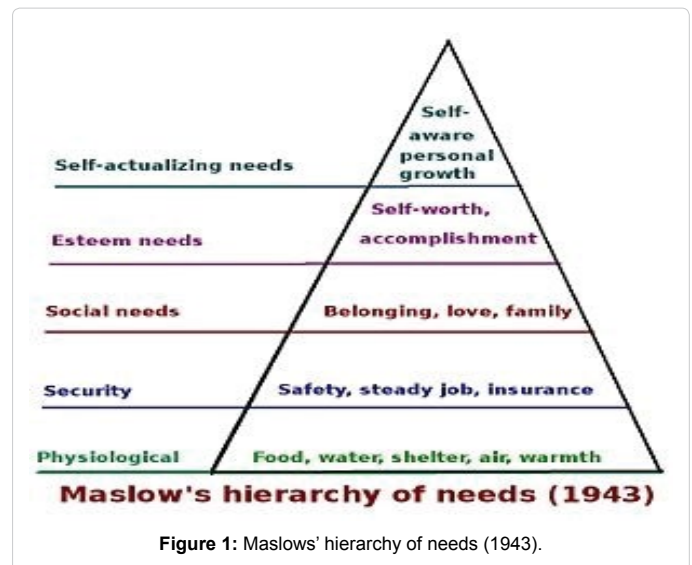 Self-
aware
personal
growth
Self-actualizing needs
Self-worth,
Esteem needs
accomplishment
Social needs
Belonging, love, family
Security
Safety, steady job, insurance
Physiological
Food, water, shelter, air, warmth
Maslow's hierarchy of needs (1943)
Figure 1: Maslows' hierarchy of needs (1943).